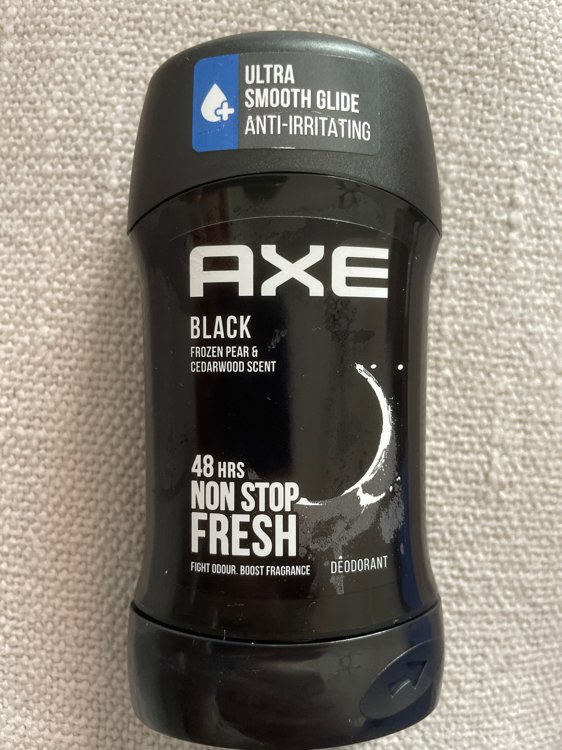 ULTRA
SMOOTH GLIDE
ANTI-IRRITATING
AXE
BLACK
FROZEN PEAR &
CEDARWOOD SCENT
48 HRS
NON STOP
FRESH
FIGHT ODOUR. BOOST FRAGRANCE
DEODORANT